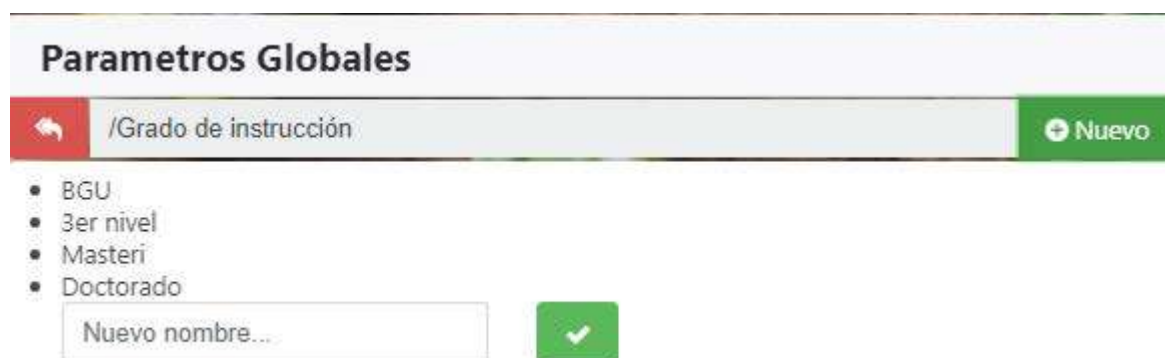 Parametros Globales
/Grado de instrucción
Nuevo
BGU
3er nivel
Masteri
Doctorado
Nuevo nombre...